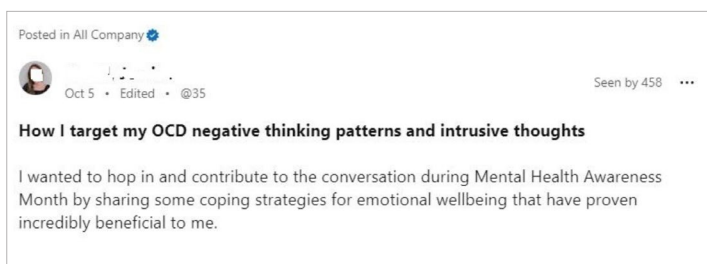 Posted in All Company
Oct 5 • Edited • @35
Seen by 458 •••
How I target my OCD negative thinking patterns and intrusive thoughts
I wanted to hop in and contribute to the conversation during Mental Health Awareness
Month by sharing some coping strategies for emotional wellbeing that have proven
incredibly beneficial to me.